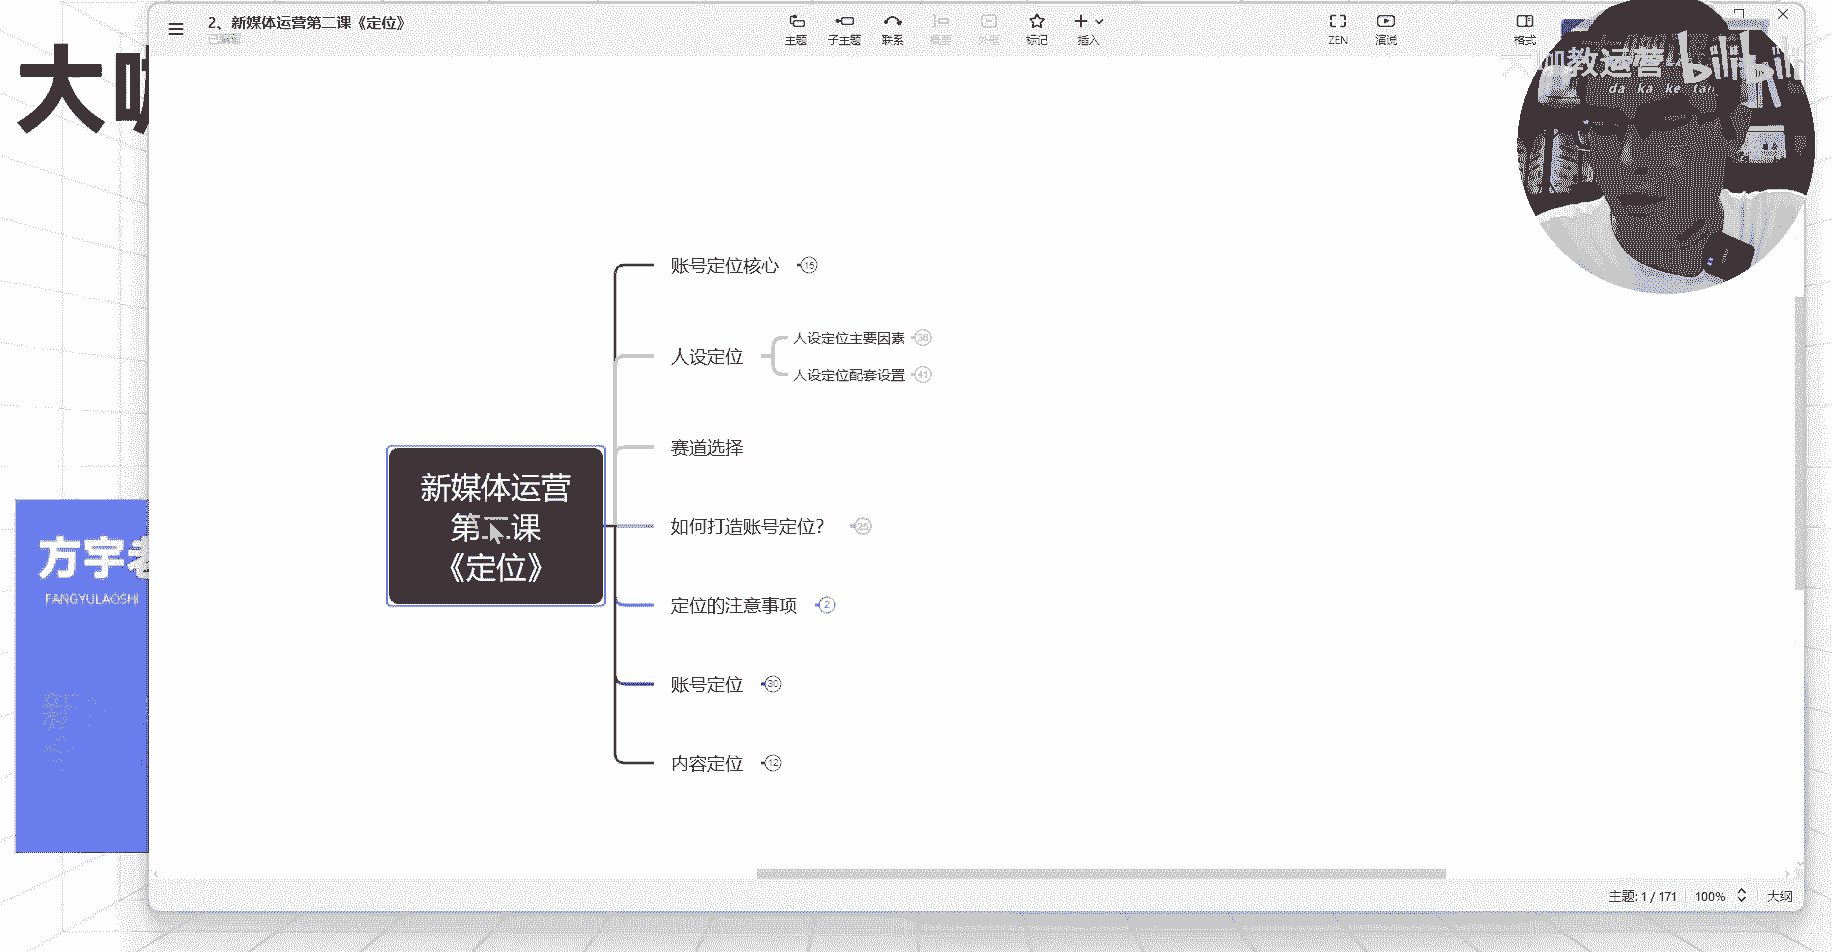 2、新媒体运营第二课《定位》
已编辑
主题
子主题
联系
概要
外框
标记
插入
ZEN
演说
格式
教运营
bilibili
da ka ke tan
大咖
账号定位核心 15
人设定位
人设定位主要因素 38
人设定位配套设置 41
赛道选择
新媒体运营
第二课
《定位》
如何打造账号定位? 25
定位的注意事项 2
账号定位 30
内容定位 12
方宇老
FANGYULAOSHI
主题: 1 / 171
100%
大纲